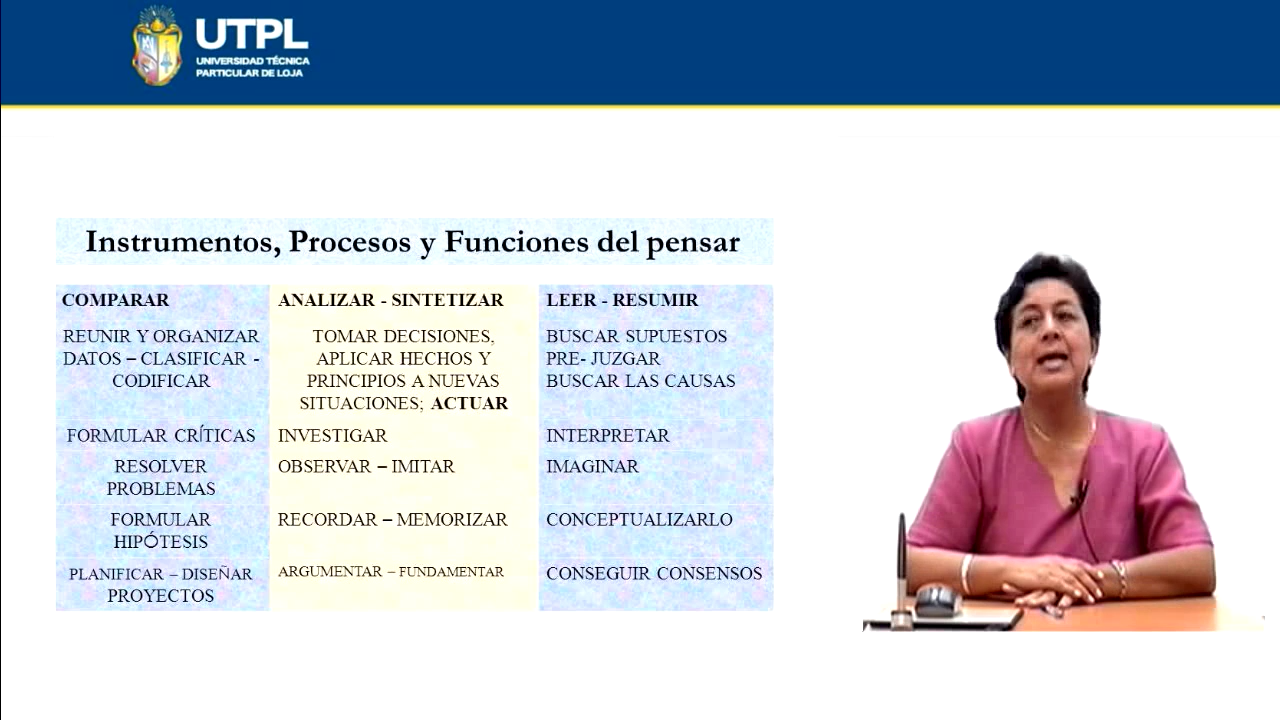 UTPL
UNIVERSIDAD TÉCNICA
PARTICULAR DE LOJA
Instrumentos, Procesos y Funciones del pensar
COMPARAR
ANALIZAR - SINTETIZAR
LEER - RESUMIR
REUNIR Y ORGANIZAR
DATOS – CLASIFICAR -
CODIFICAR
TOMAR DECISIONES,
APLICAR HECHOS Y
PRINCIPIOS A NUEVAS
SITUACIONES; ACTUAR
BUSCAR SUPUESTOS
PRE- JUZGAR
BUSCAR LAS CAUSAS
FORMULAR CRÍTICAS
INVESTIGAR
INTERPRETAR
RESOLVER
PROBLEMAS
OBSERVAR – IMITAR
IMAGINAR
FORMULAR
HIPÓTESIS
RECORDAR – MEMORIZAR
CONCEPTUALIZARLO
PLANIFICAR – DISEÑAR
PROYECTOS
ARGUMENTAR – FUNDAMENTAR
CONSEGUIR CONSENSOS